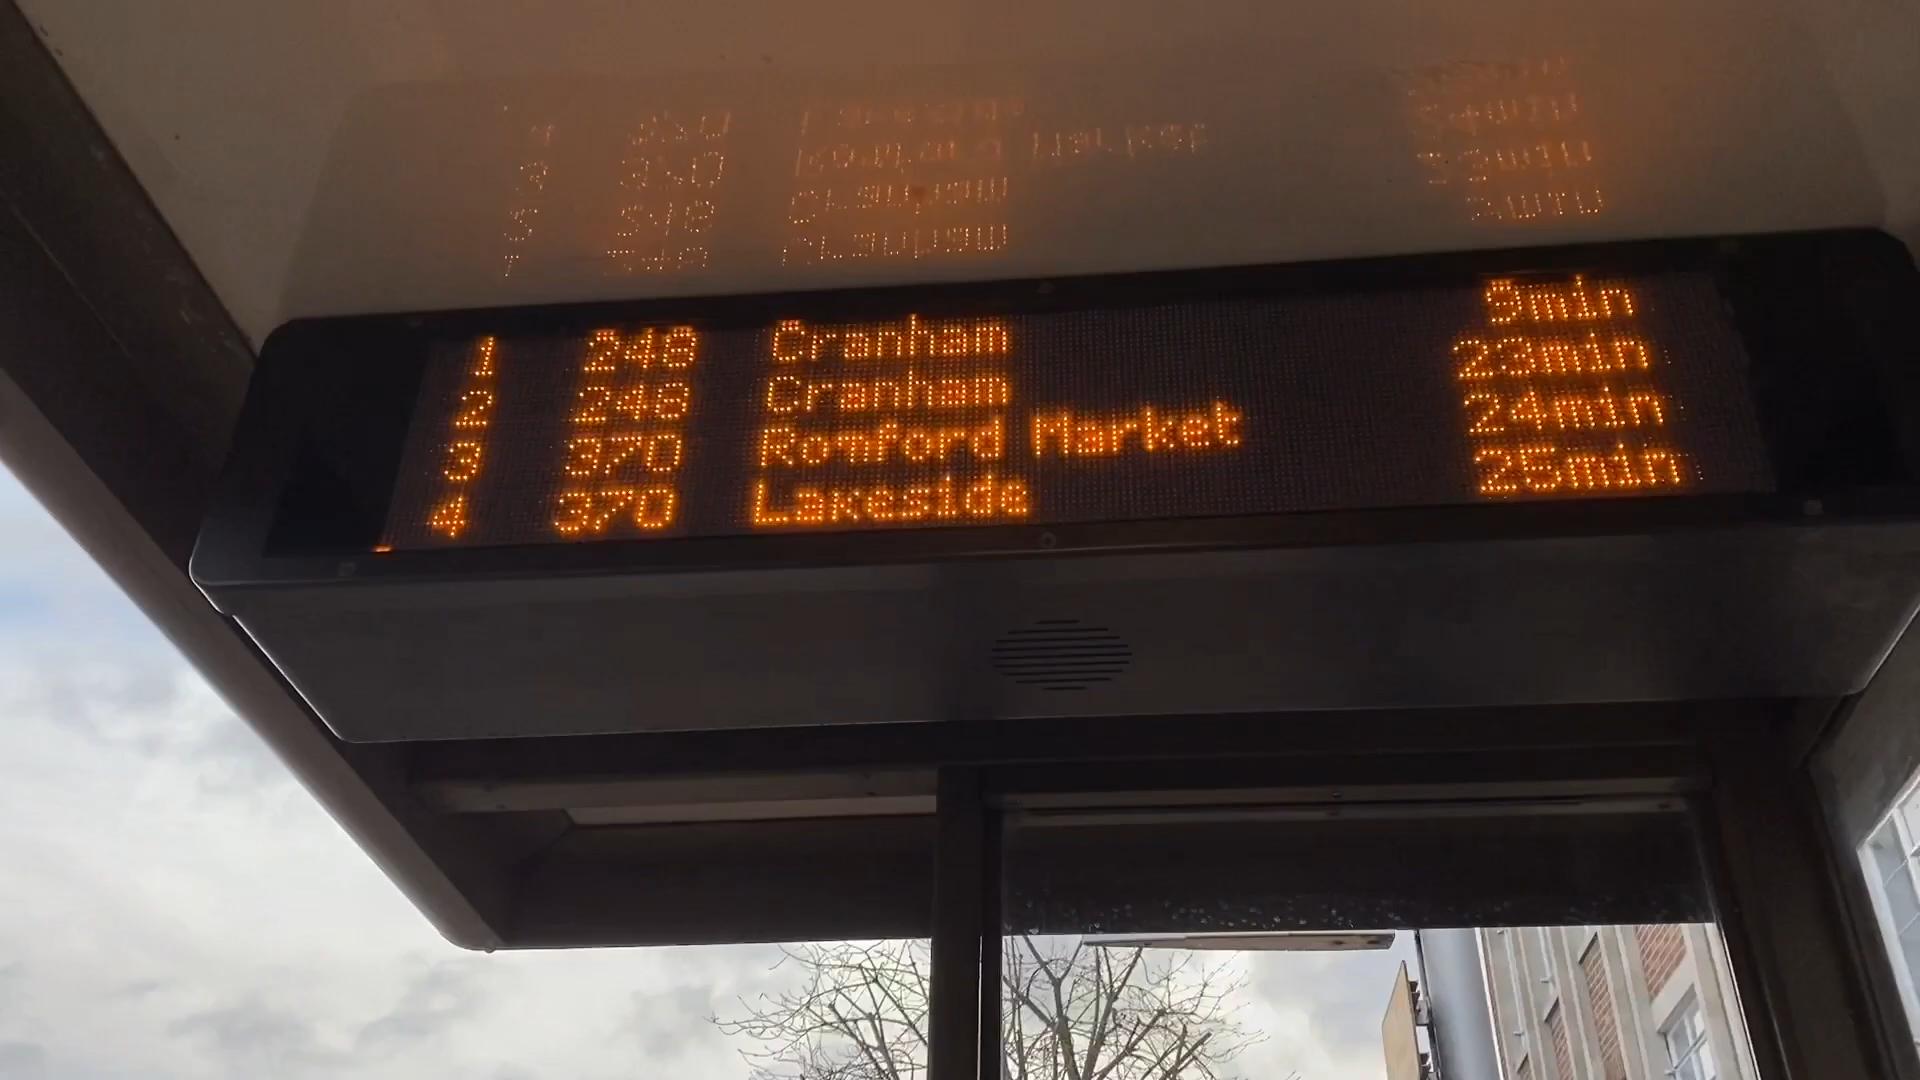 1 248 Cranham 9min
2 248 Cranham 23min
3 370 Romford Market 24min
4 370 Lakeside 25min